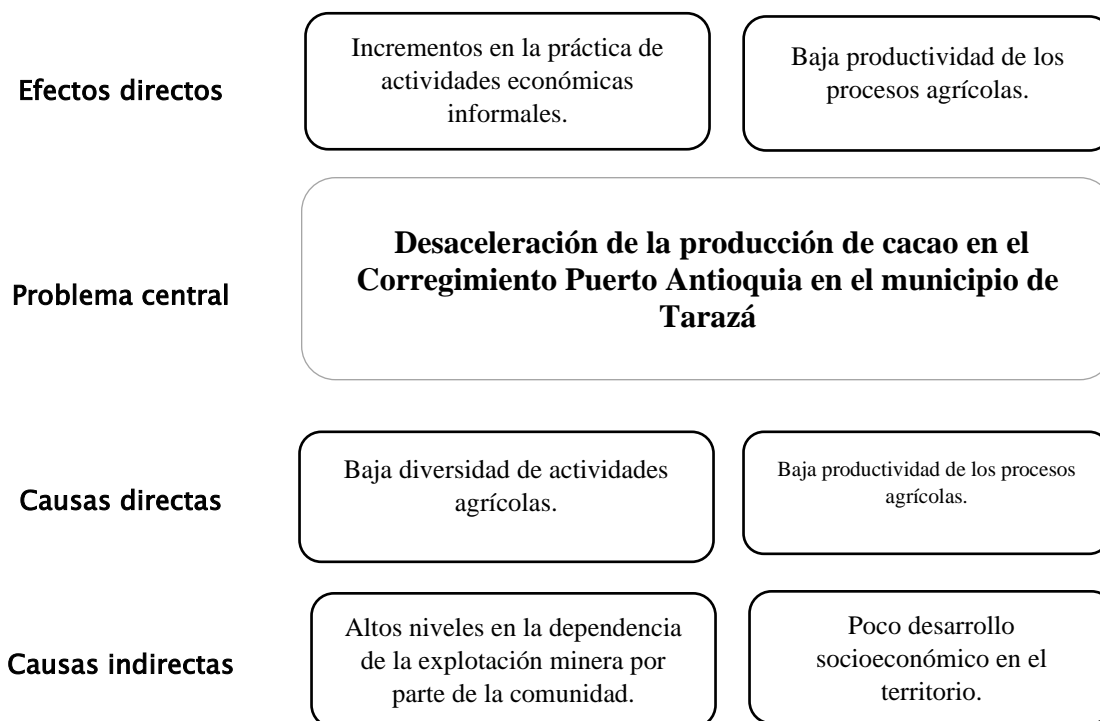 Efectos directos
Incrementos en la práctica de
actividades económicas
informales.
Baja productividad de los
procesos agrícolas.
Problema central
Desaceleración de la producción de cacao en el
Corregimiento Puerto Antioquia en el municipio de
Tarazá
Causas directas
Baja diversidad de actividades
agrícolas.
Baja productividad de los procesos
agrícolas.
Causas indirectas
Altos niveles en la dependencia
de la explotación minera por
parte de la comunidad.
Poco desarrollo
socioeconómico en el
territorio.